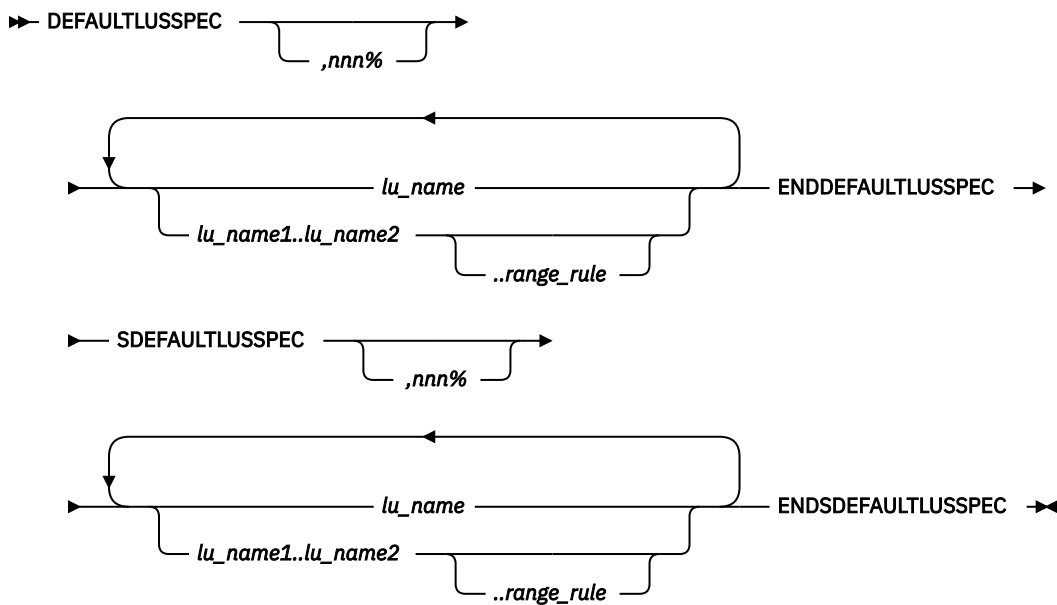 DEFAULTLUSSPEC
,nnn%
lu_name
ENDDEFAULTLUSSPEC
lu_name1..lu_name2
..range_rule
SDEFAULTLUSSPEC
,nnn%
lu_name
ENDSDEFAULTLUSSPEC
lu_name1..lu_name2
..range_rule